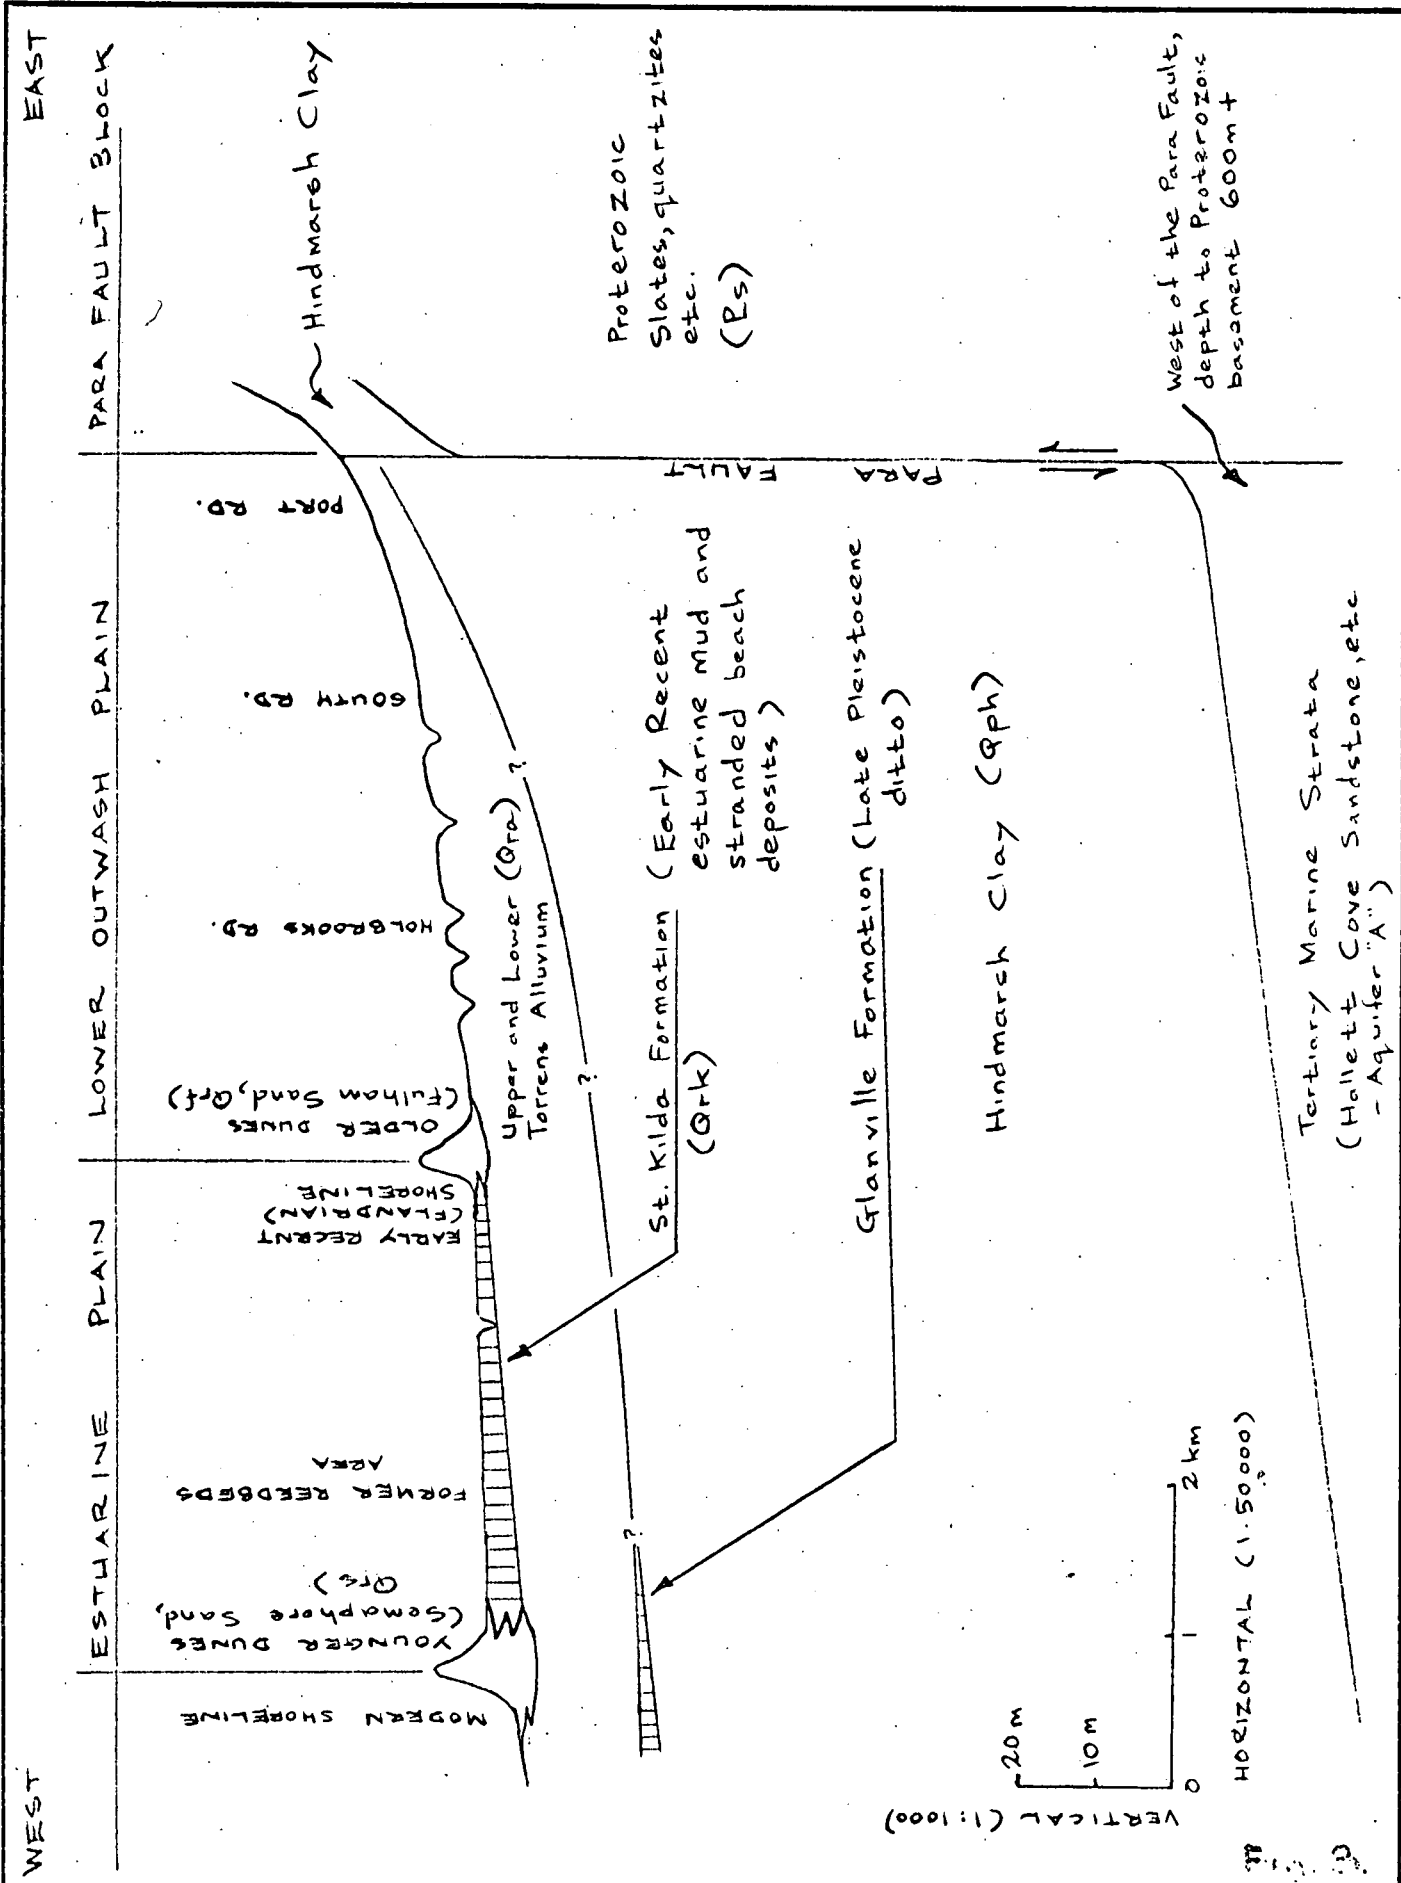 WEST
EAST
ESTUARINE PLAIN
LOWER OUTWASH PLAIN
PARA FAULT BLOCK
MODERN SHORELINE
YOUNGER DUNES
(Semaphore Sand,
Qrs)
FORMER REEDBEDS
AREA
EARLY RECENT
(FLANDRIAN)
SHORELINE
OLDER DUNES
(Fulham Sand, Qrf)
HOLBROOKS RD.
SOUTH RD.
PORT RD.
Hindmarsh Clay
Upper and Lower (Qra)
Torrens Alluvium
?
?
?
St. Kilda Formation (Early Recent
(Qrk)
estuarine mud and
stranded beach
deposits)
Proterozoic
Slates, quartzites
etc.
(Ps)
PARA FAULT
Glanville Formation (Late Pleistocene
ditto)
Hindmarsh Clay (Qph)
West of the Para Fault,
depth to Proterozoic
basement 600m+
Tertiary Marine Strata
(Hallett Cove Sandstone, etc
- Aquifer "A")
VERTICAL (1:1000)
20m
10m
0
1
2 km
HORIZONTAL (1:50000)